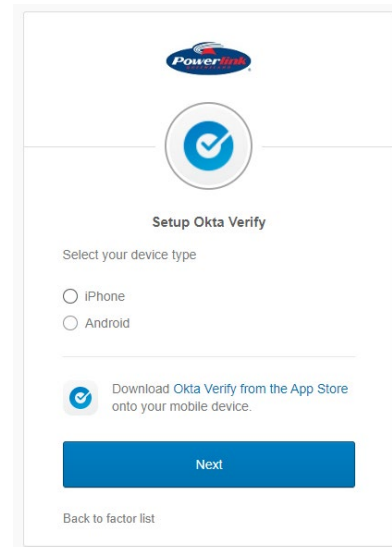 Powerlink
Setup Okta Verify
Select your device type
iPhone
Android
Download Okta Verify from the App Store
onto your mobile device.
Next
Back to factor list